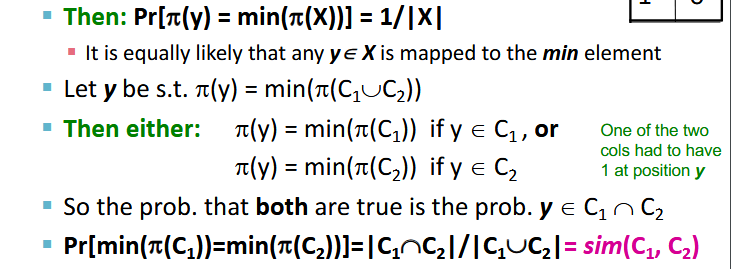 Then: Pr[π(y) = min(π(X))] = 1/|X|
It is equally likely that any y ∈ X is mapped to the min element
Let y be s.t. π(y) = min(π(C₁∪C₂))
Then either: π(y) = min(π(C₁)) if y ∈ C₁, or
π(y) = min(π(C₂)) if y ∈ C₂
One of the two
cols had to have
1 at position y
So the prob. that both are true is the prob. y ∈ C₁ ∩ C₂
Pr[min(π(C₁))=min(π(C₂))]=|C₁∩C₂|/|C₁∪C₂|= sim(C₁, C₂)